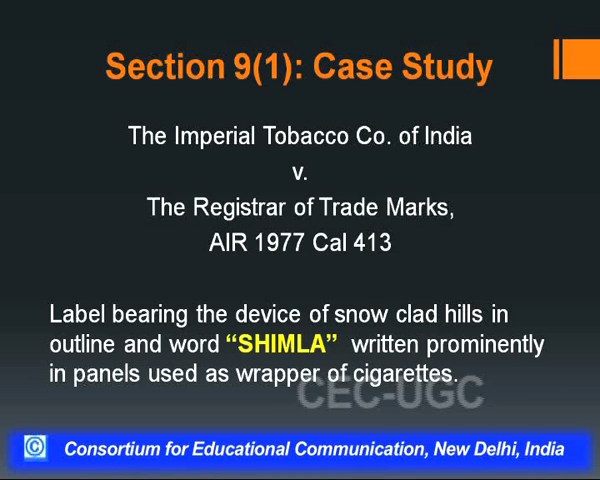 Section 9(1): Case Study
The Imperial Tobacco Co. of India
v.
The Registrar of Trade Marks,
AIR 1977 Cal 413
Label bearing the device of snow clad hills in
outline and word “SHIMLA” written prominently
in panels used as wrapper of cigarettes.
CEC-UGC
© Consortium for Educational Communication, New Delhi, India